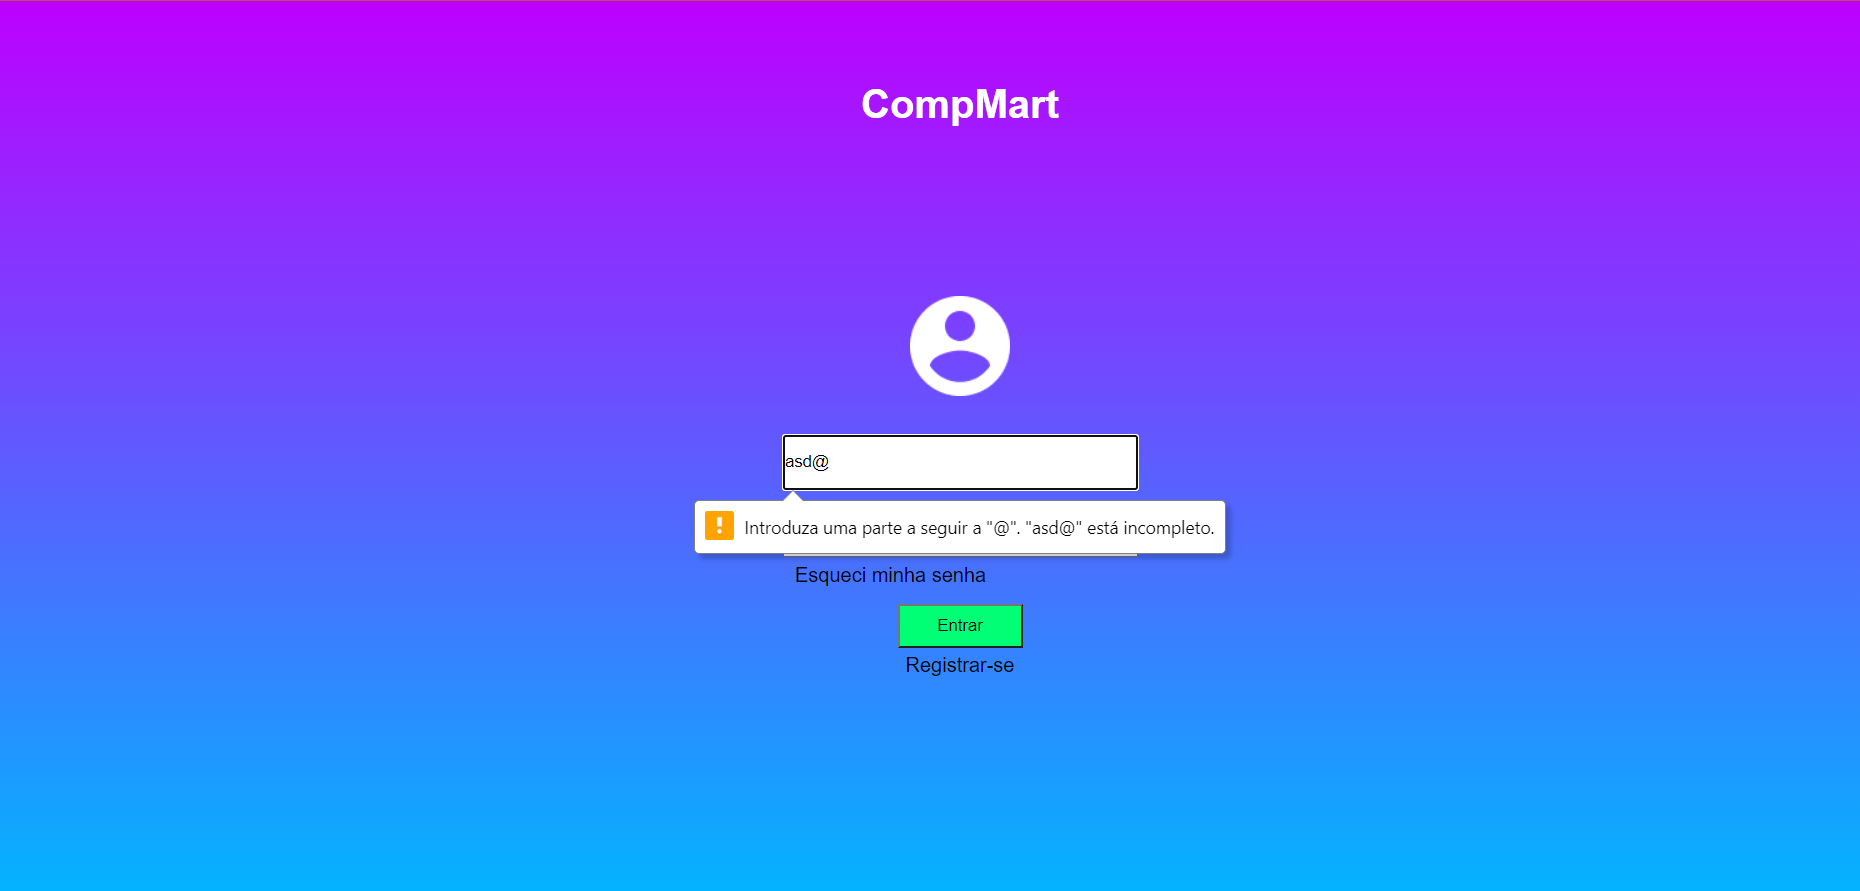 CompMart
asd@
Introduza uma parte a seguir a "@". "asd@" está incompleto.
Esqueci minha senha
Entrar
Registrar-se